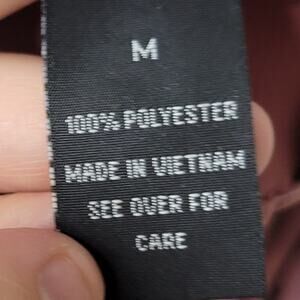 M
100% POLYESTER
MADE IN VIETNAM
SEE OVER FOR
CARE